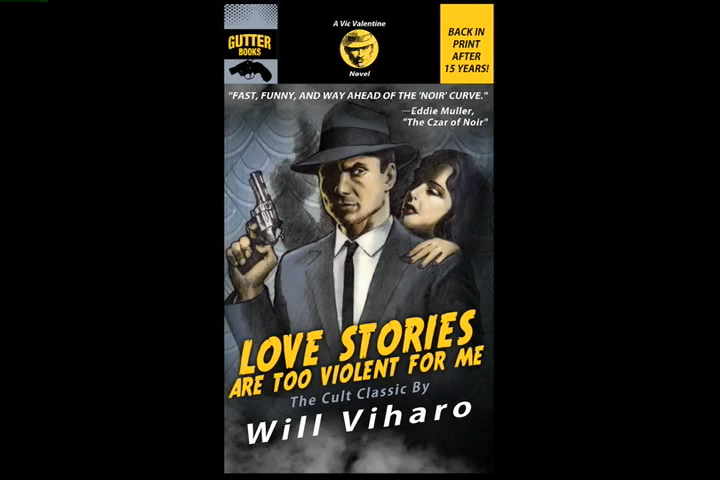 A Vic Valentine
Novel
GUTTER
BOOKS
BACK IN
PRINT
AFTER
15 YEARS!
"FAST, FUNNY, AND WAY AHEAD OF THE 'NOIR' CURVE."
—Eddie Muller,
"The Czar of Noir"
LOVE STORIES
ARE TOO VIOLENT FOR ME
The Cult Classic By
Will Viharo